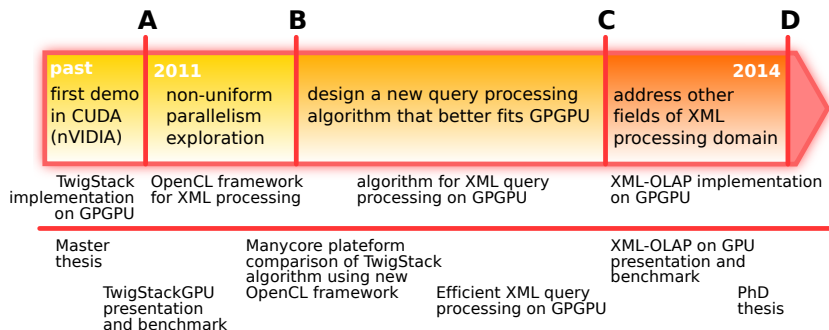 A
B
C
D
past
2011
2014
first demo
in CUDA
(nVIDIA)
non-uniform
parallelism
exploration
design a new query processing
algorithm that better fits GPGPU
address other
fields of XML
processing domain
TwigStack
implementation
on GPGPU
OpenCL framework
for XML processing
algorithm for XML query
processing on GPGPU
XML-OLAP implementation
on GPGPU
Master
thesis
TwigStackGPU
presentation
and benchmark
Manycore plateform
comparison of TwigStack
algorithm using new
OpenCL framework
Efficient XML query
processing on GPGPU
XML-OLAP on GPU
presentation and
benchmark
PhD
thesis